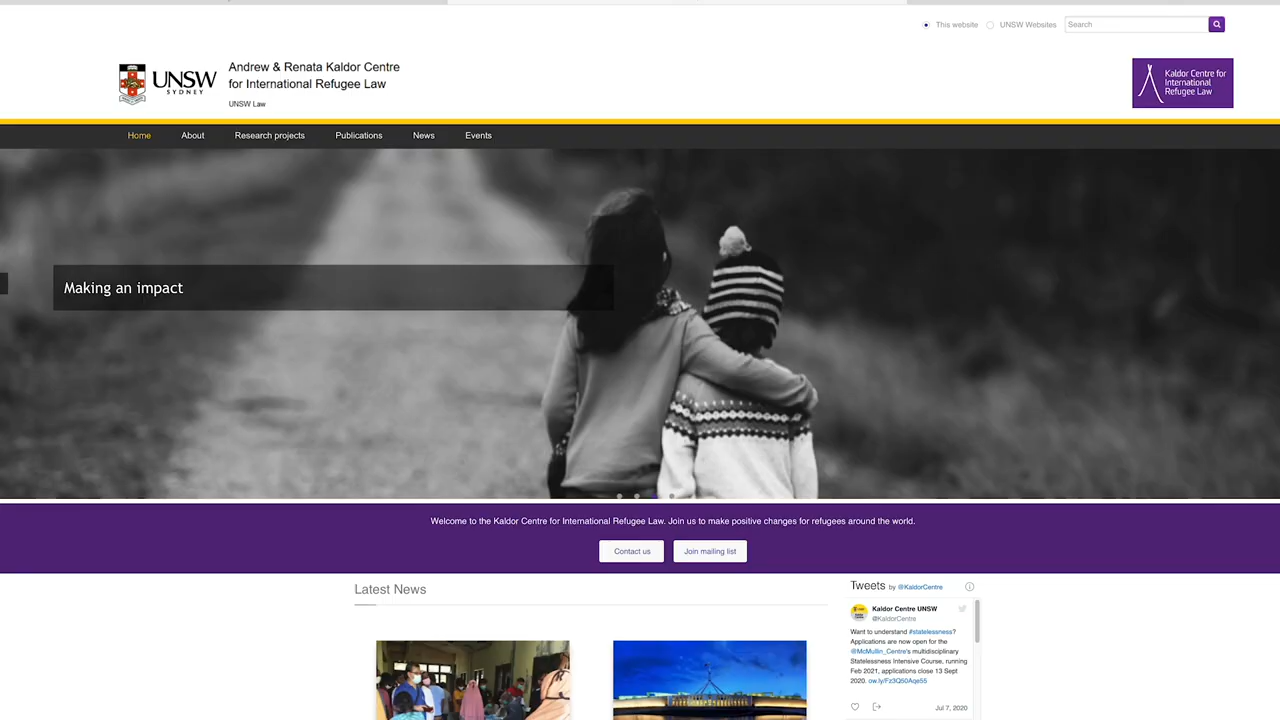 This website
UNSW Websites
Search
UNSW
SYDNEY
Andrew & Renata Kaldor Centre
for International Refugee Law
UNSW Law
Kaldor Centre for
International
Refugee Law
Home
About
Research projects
Publications
News
Events
Making an impact
Welcome to the Kaldor Centre for International Refugee Law. Join us to make positive changes for refugees around the world.
Contact us
Join mailing list
Latest News
Tweets by @KaldorCentre
Kaldor Centre UNSW
@KaldorCentre
Want to understand #statelessness?
Applications are now open for the
@McMullin_Centre's multidisciplinary
Statelessness Intensive Course, running
Feb 2021, applications close 13 Sept
2020. ow.ly/Fz3Q50Aqe55
Jul 7, 2020